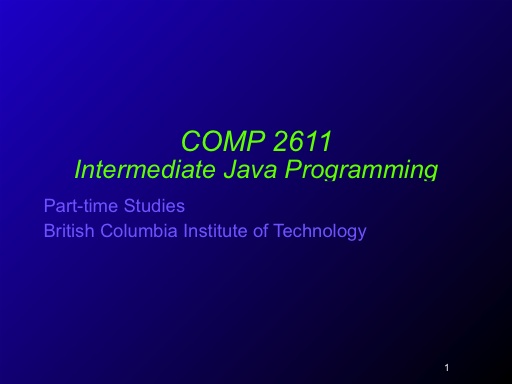 COMP 2611
Intermediate Java Programming
Part-time Studies
British Columbia Institute of Technology
1